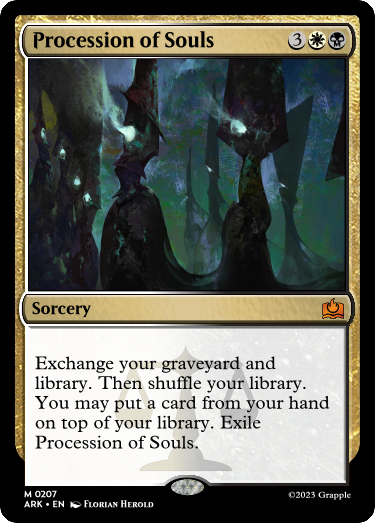 Procession of Souls 3
Sorcery
Exchange your graveyard and
library. Then shuffle your library.
You may put a card from your hand
on top of your library. Exile
Procession of Souls.
M 0207
ARK • EN Florian Herold
©2023 Grapple